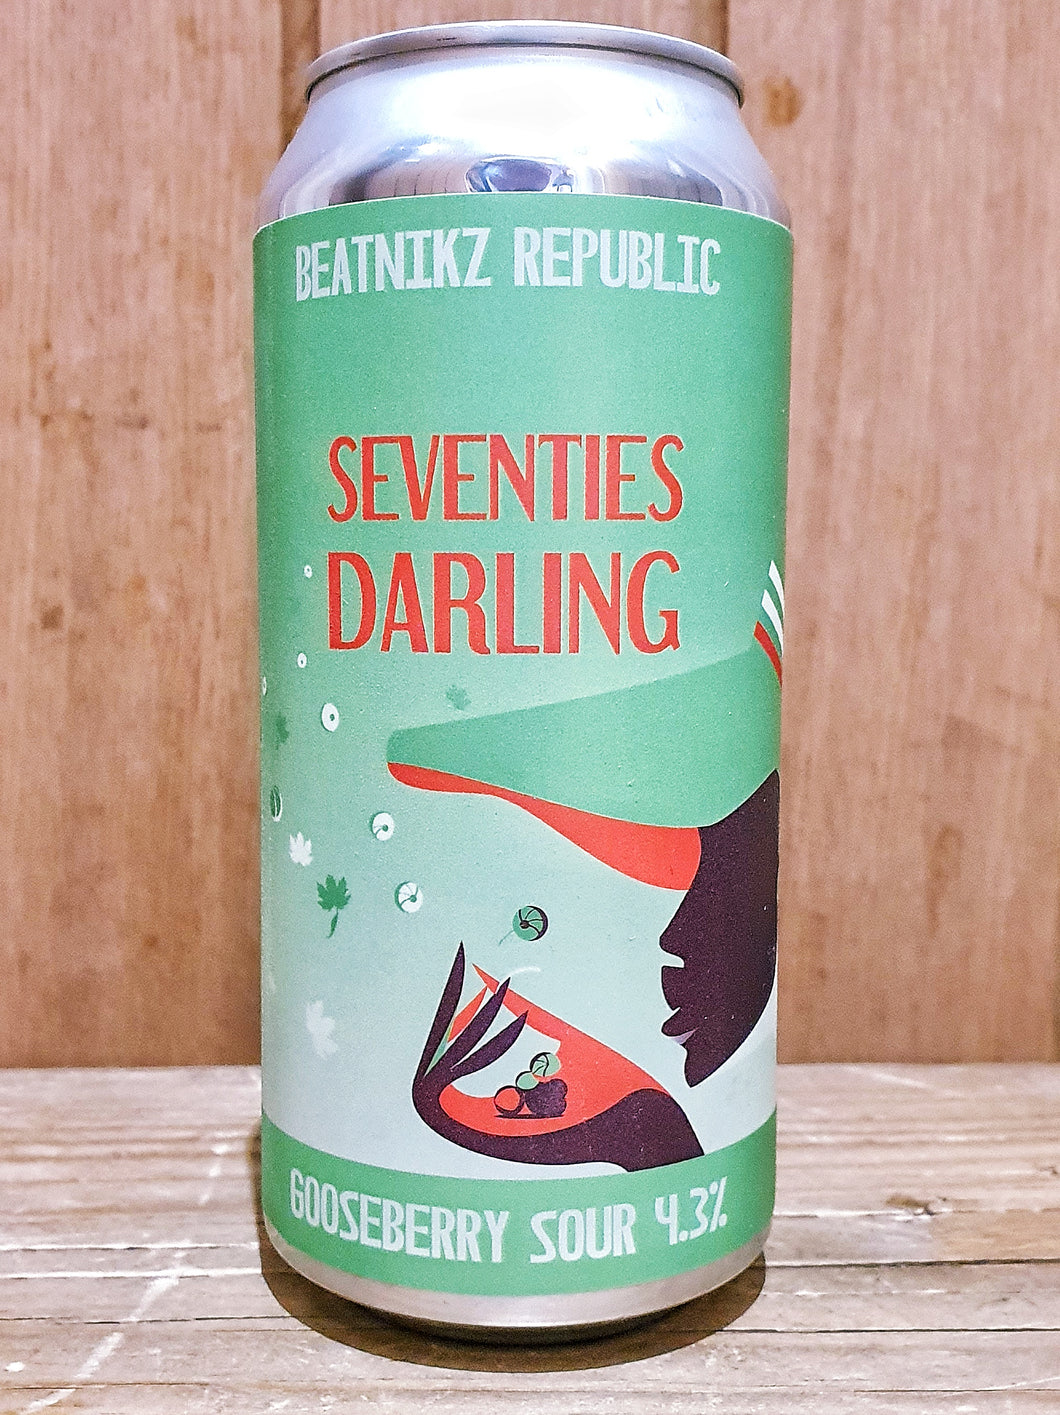 BEATNIKZ REPUBLIC
SEVENTIES
DARLING
GOOSEBERRY SOUR 4.3%